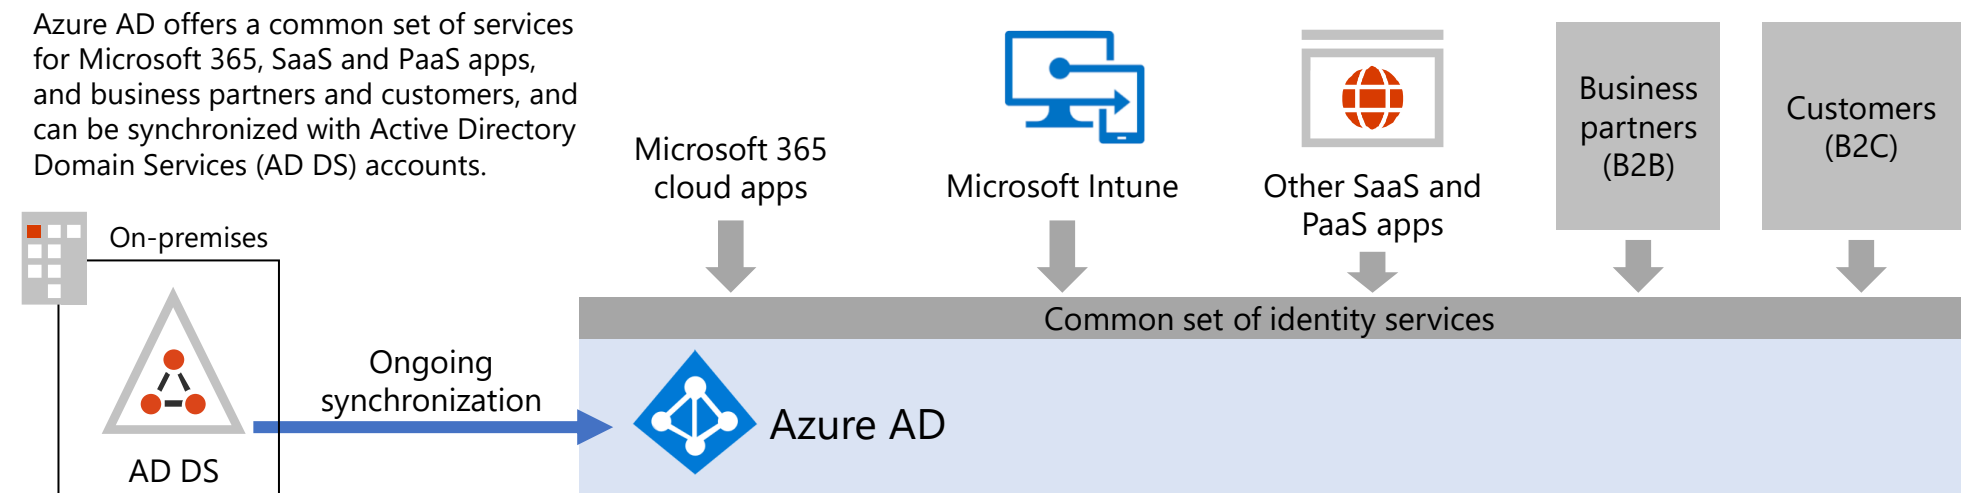 Azure AD offers a common set of services
for Microsoft 365, SaaS and PaaS apps,
and business partners and customers, and
can be synchronized with Active Directory
Domain Services (AD DS) accounts.
Microsoft 365
cloud apps
Microsoft Intune
Other SaaS and
PaaS apps
Business
partners
(B2B)
Customers
(B2C)
On-premises
Common set of identity services
Ongoing
synchronization
Azure AD
AD DS